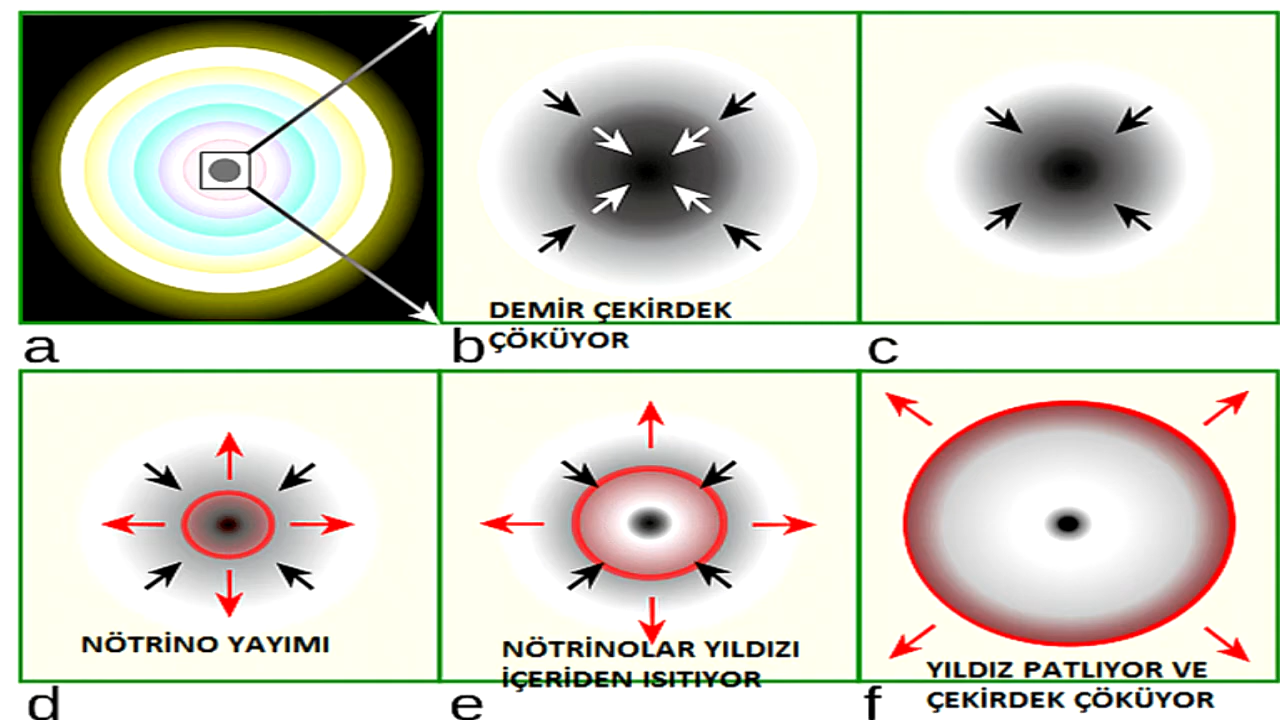 DEMİR ÇEKİRDEK
ÇÖKÜYOR
a
b
c
NÖTRİNO YAYIMI
NÖTRİNOLAR YILDIZI
İÇERİDEN ISITIYOR
YILDIZ PATLIYOR VE
ÇEKİRDEK ÇÖKÜYOR
d
e
f